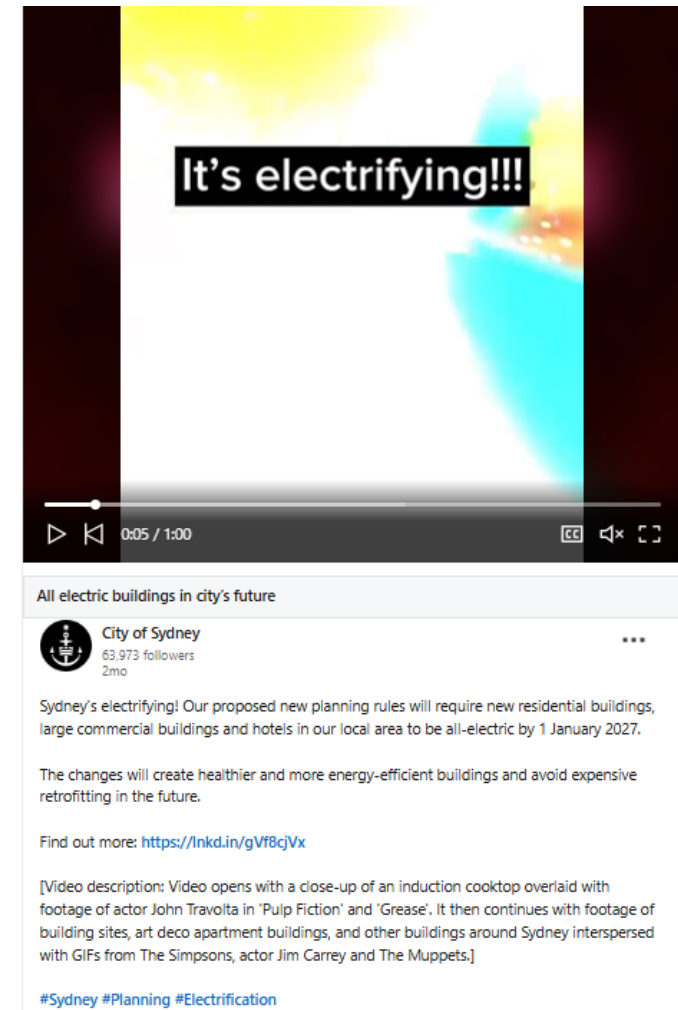 It's electrifying!!!
0:05 / 1:00
CC
All electric buildings in city's future
City of Sydney
63,973 followers
2mo
Sydney's electrifying! Our proposed new planning rules will require new residential buildings,
large commercial buildings and hotels in our local area to be all-electric by 1 January 2027.
The changes will create healthier and more energy-efficient buildings and avoid expensive
retrofitting in the future.
Find out more: https://lnkd.in/gVf8cjVx
[Video description: Video opens with a close-up of an induction cooktop overlaid with
footage of actor John Travolta in 'Pulp Fiction' and 'Grease'. It then continues with footage of
building sites, art deco apartment buildings, and other buildings around Sydney interspersed
with GIFs from The Simpsons, actor Jim Carrey and The Muppets.]
#Sydney #Planning #Electrification